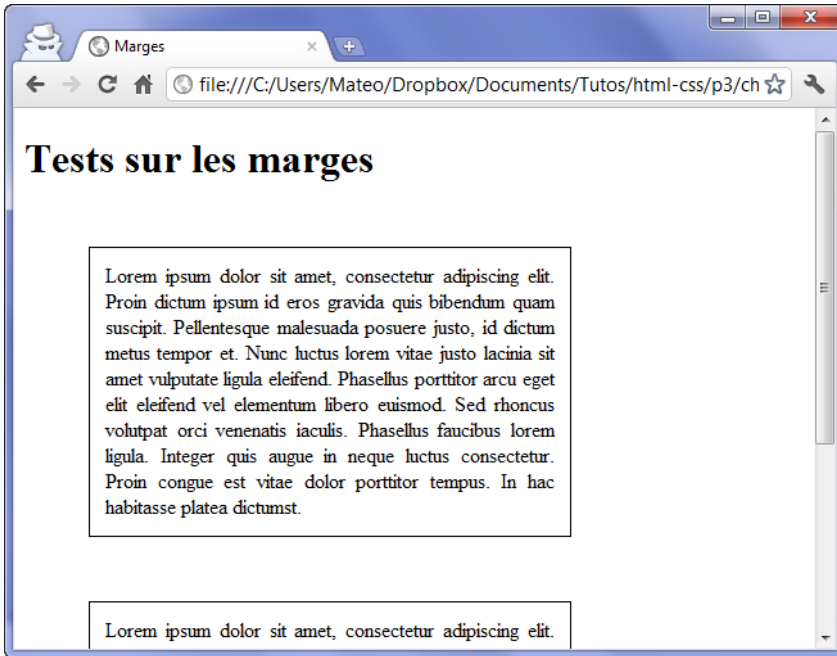 Marges
file:///C:/Users/Mateo/Dropbox/Documents/Tutos/html-css/p3/ch
Tests sur les marges
Lorem ipsum dolor sit amet, consectetur adipiscing elit.
Proin dictum ipsum id eros gravida quis bibendum quam
suscipit. Pellentesque malesuada posuere justo, id dictum
metus tempor et. Nunc luctus lorem vitae justo lacinia sit
amet vulputate ligula eleifend. Phasellus porttitor arcu eget
elit eleifend vel elementum libero euismod. Sed rhoncus
volutpat orci venenatis iaculis. Phasellus faucibus lorem
ligula. Integer quis augue in neque luctus consectetur.
Proin congue est vitae dolor porttitor tempus. In hac
habitasse platea dictumst.
Lorem ipsum dolor sit amet, consectetur adipiscing elit.